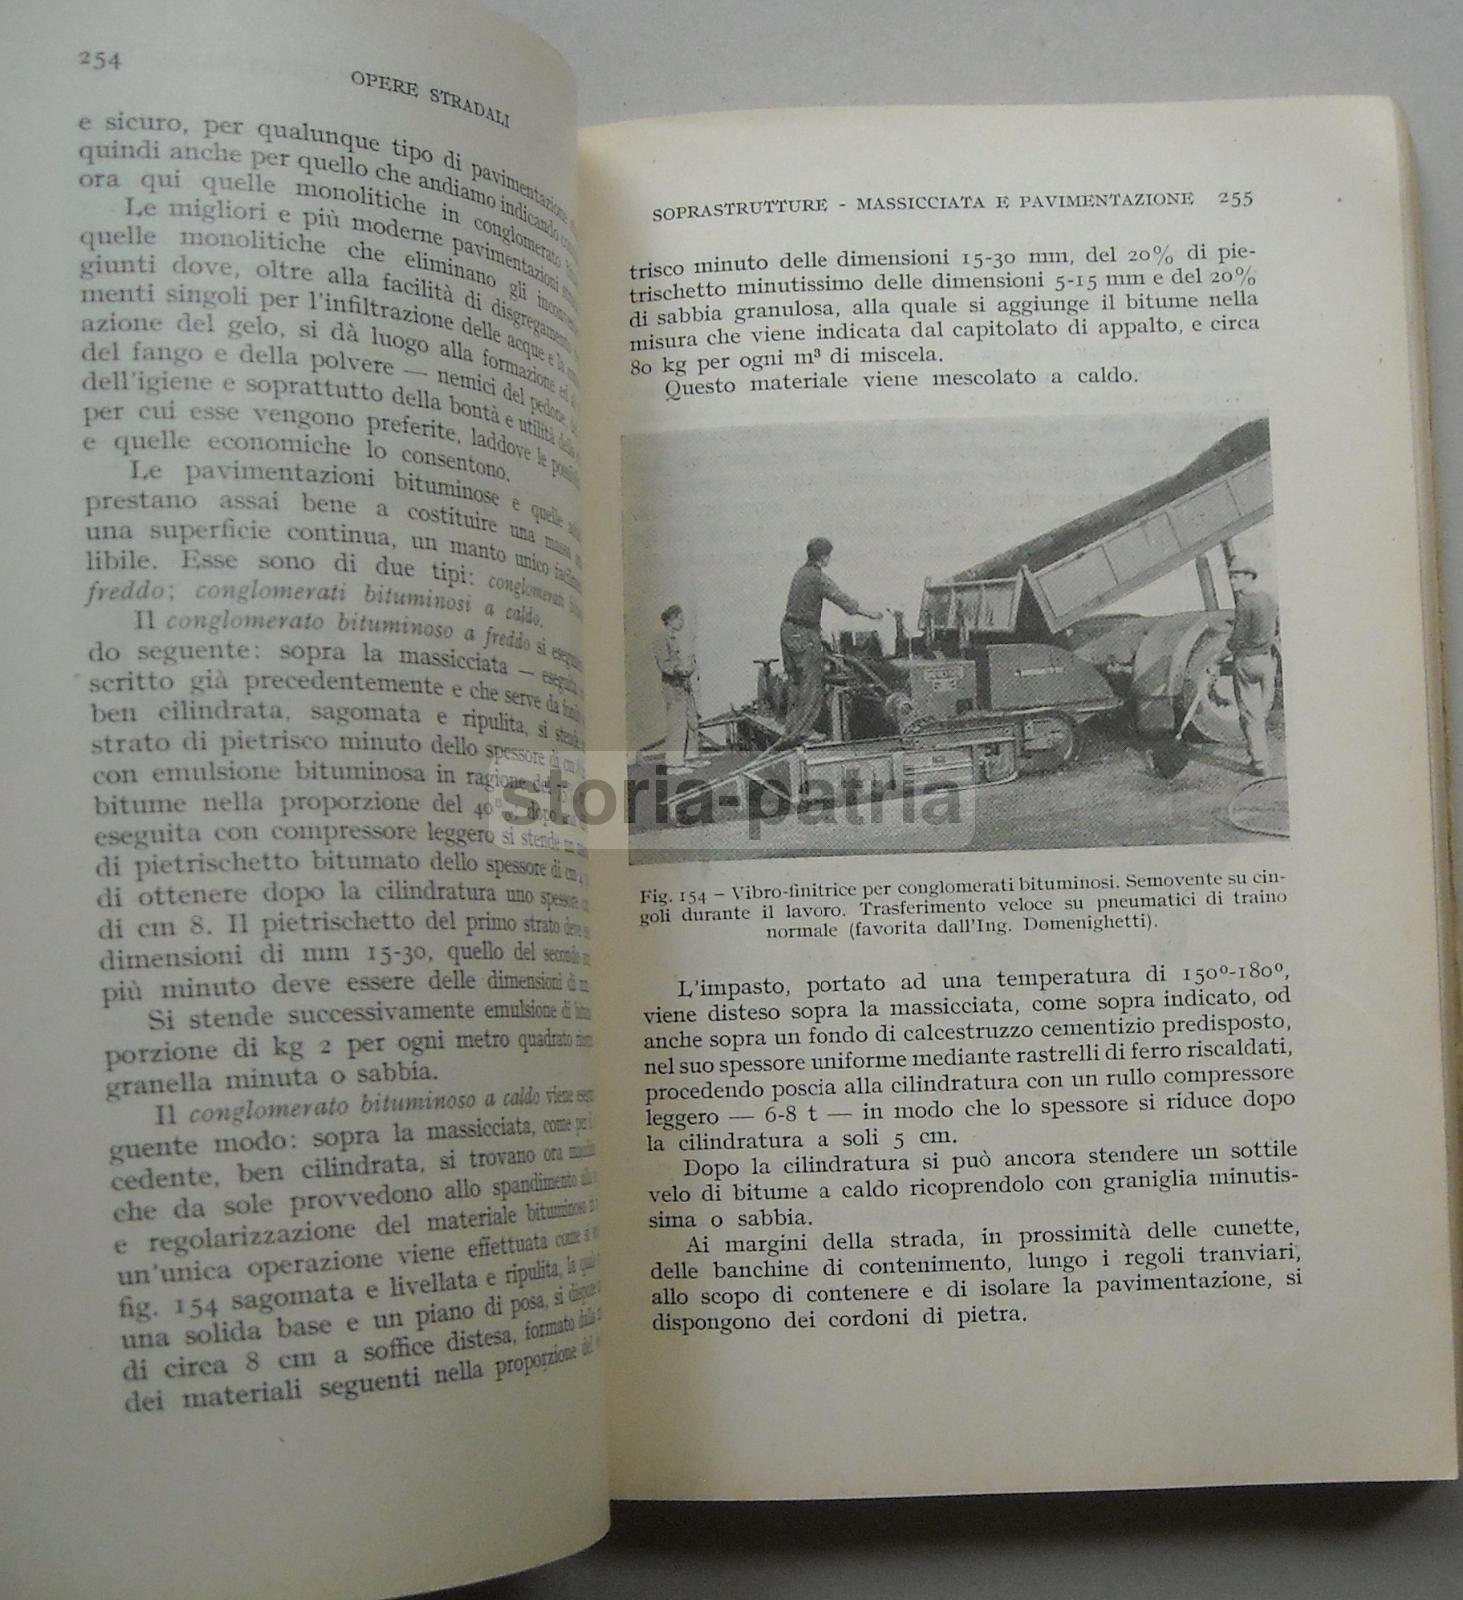 254
OPERE STRADALI
e sicuro, per qualunque tipo di pavimentazione
quindi anche per quello che andiamo indicando
ora qui quelle monolitiche in conglomerato
Le migliori e più moderne pavimentazioni
quelle monolitiche che eliminano gli
giunti dove, oltre alla facilità di disgregamento
menti singoli per l'infiltrazione delle acque e la
azione del gelo, si dà luogo alla formazione ed
del fango e della polvere — nemici del pedone,
dell'igiene e soprattutto della bontà e utilità
per cui esse vengono preferite, laddove le
e quelle economiche lo consentono.
Le pavimentazioni bituminose e quelle
prestano assai bene a costituire una massa
una superficie continua, un manto unico
libile. Esse sono di due tipi: conglomerati
freddo; conglomerati bituminosi a caldo.
Il conglomerato bituminoso a freddo si
do seguente: sopra la massicciata —
scritto già precedentemente e che serve da
ben cilindrata, sagomata e ripulita, si stende
strato di pietrisco minuto dello spessore di cm
con emulsione bituminosa in ragione
bitume nella proporzione del
eseguita con compressore leggero si stende
di pietrischetto bitumato dello spessore di cm
di ottenere dopo la cilindratura uno spessore
di cm 8. Il pietrischetto del primo strato deve
dimensioni di mm 15-30, quello del secondo
più minuto deve essere delle dimensioni di
Si stende successivamente emulsione di
porzione di kg 2 per ogni metro quadrato
granella minuta o sabbia.
Il conglomerato bituminoso a caldo viene
guente modo: sopra la massicciata, come per
cedente, ben cilindrata, si trovano ora
che da sole provvedono allo spandimento
e regolarizzazione del materiale bituminoso
un'unica operazione viene effettuata come si
fig. 154 sagomata e livellata e ripulita, la
una solida base e un piano di posa, si dispone
di circa 8 cm a soffice distesa, formato
dei materiali seguenti nella proporzione del
SOPRASTRUTTURE - MASSICCIATA E PAVIMENTAZIONE 255
trisco minuto delle dimensioni 15-30 mm, del 20% di pie-
trischetto minutissimo delle dimensioni 5-15 mm e del 20%
di sabbia granulosa, alla quale si aggiunge il bitume nella
misura che viene indicata dal capitolato di appalto, e circa
80 kg per ogni m³ di miscela.
Questo materiale viene mescolato a caldo.
storia-patria
Fig. 154 – Vibro-finitrice per conglomerati bituminosi. Semovente su cin-
goli durante il lavoro. Trasferimento veloce su pneumatici di traino
normale (favorita dall'Ing. Domenighetti).
L'impasto, portato ad una temperatura di 150°-180°,
viene disteso sopra la massicciata, come sopra indicato, od
anche sopra un fondo di calcestruzzo cementizio predisposto,
nel suo spessore uniforme mediante rastrelli di ferro riscaldati,
procedendo poscia alla cilindratura con un rullo compressore
leggero — 6-8 t — in modo che lo spessore si riduce dopo
la cilindratura a soli 5 cm.
Dopo la cilindratura si può ancora stendere un sottile
velo di bitume a caldo ricoprendolo con graniglia minutis-
sima o sabbia.
Ai margini della strada, in prossimità delle cunette,
delle banchine di contenimento, lungo i regoli tranviari,
allo scopo di contenere e di isolare la pavimentazione, si
dispongono dei cordoni di pietra.